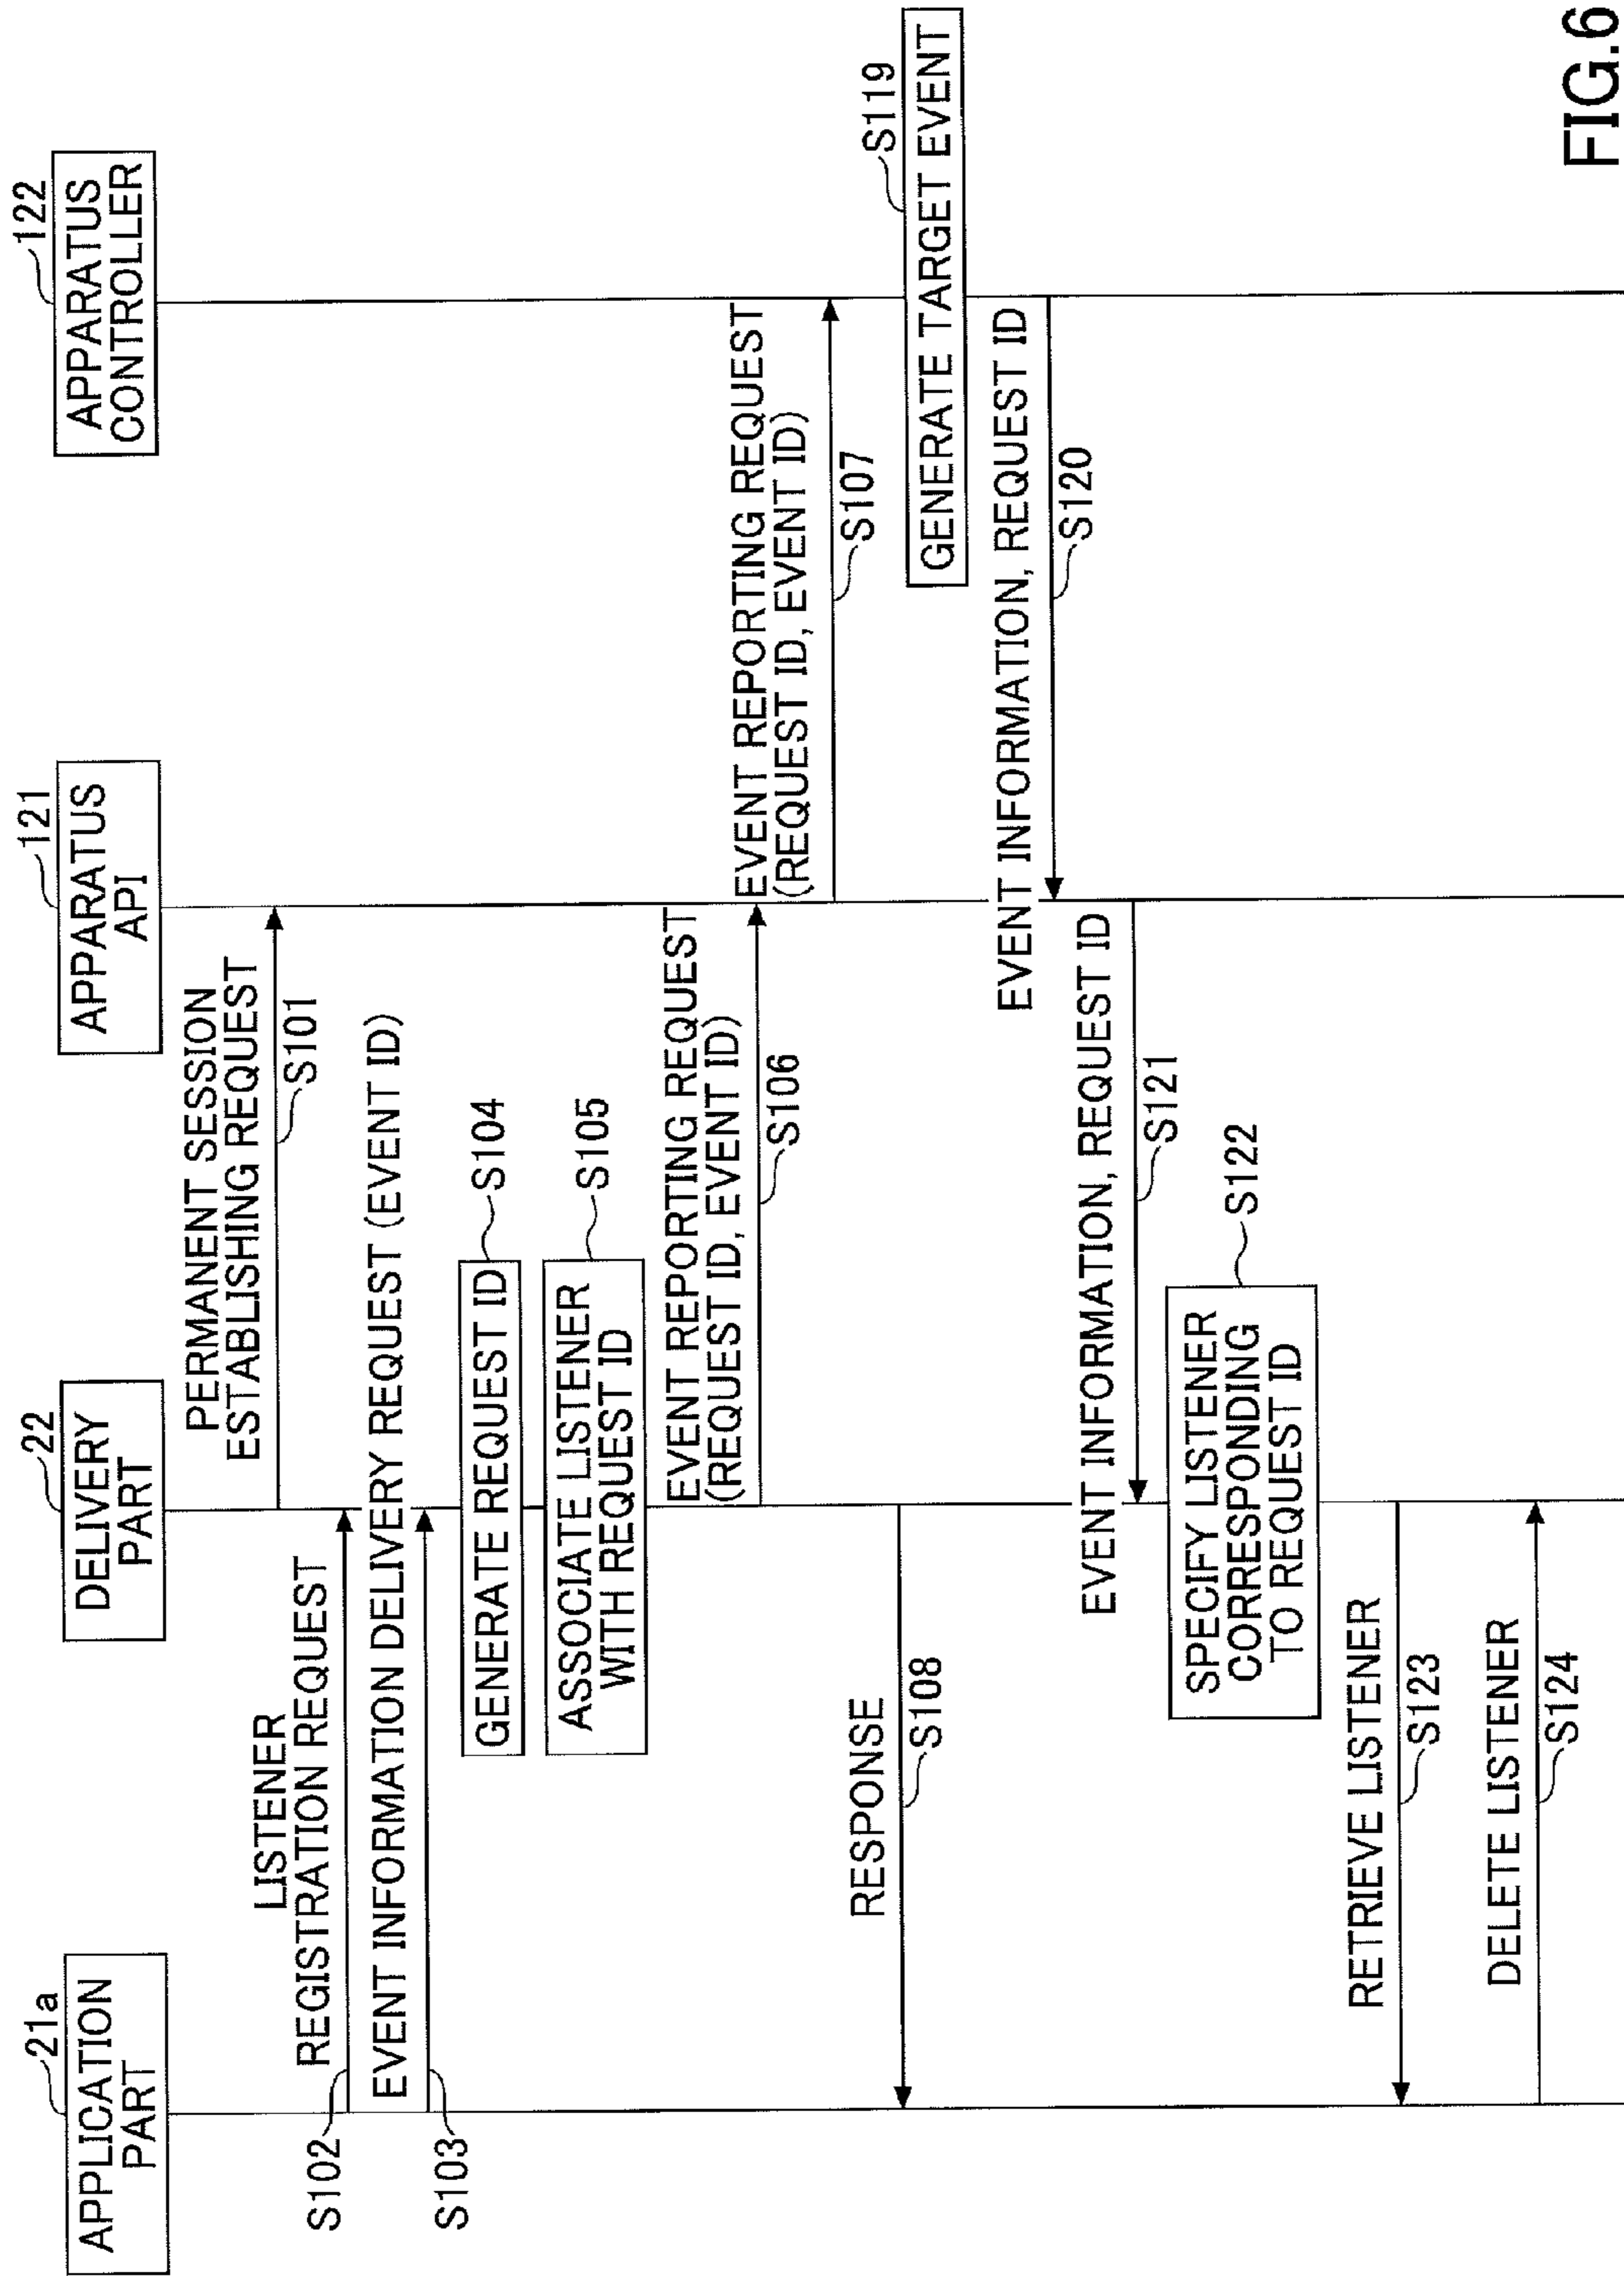 21a
APPLICATION
PART
22
DELIVERY
PART
121
APPARATUS
API
122
APPARATUS
CONTROLLER
PERMANENT SESSION
ESTABLISHING REQUEST
S101
LISTENER
REGISTRATION REQUEST
S102
EVENT INFORMATION DELIVERY REQUEST (EVENT ID)
S103
GENERATE REQUEST ID
S104
ASSOCIATE LISTENER
WITH REQUEST ID
S105
EVENT REPORTING REQUEST
(REQUEST ID, EVENT ID)
S106
EVENT REPORTING REQUEST
(REQUEST ID, EVENT ID)
S107
RESPONSE
S108
S119
GENERATE TARGET EVENT
EVENT INFORMATION, REQUEST ID
S120
EVENT INFORMATION, REQUEST ID
S121
SPECIFY LISTENER
CORRESPONDING
TO REQUEST ID
S122
RETRIEVE LISTENER
S123
DELETE LISTENER
S124
FIG.6